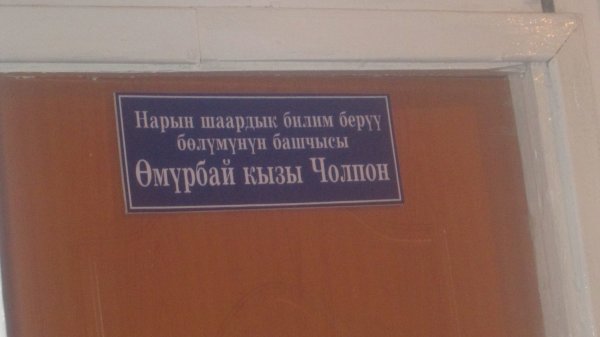 Нарын шаардык билим берүү
бөлүмүнүн башчысы
Өмүрбай кызы Чолпон